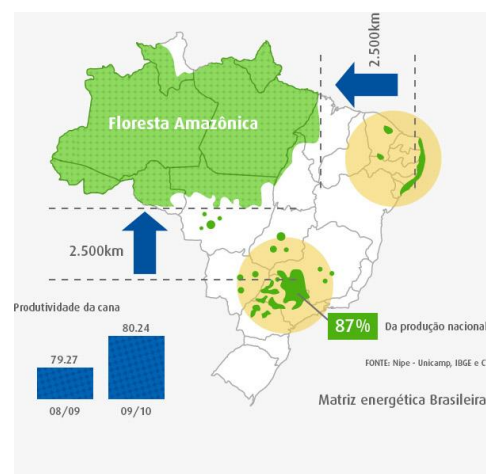 2.500km
Floresta Amazônica
2.500km
Produtividade da cana
80.24
79.27
08/09
09/10
87%
Da produção nacional
FONTE: Nipe - Unicamp, IBGE e C
Matriz energética Brasileira